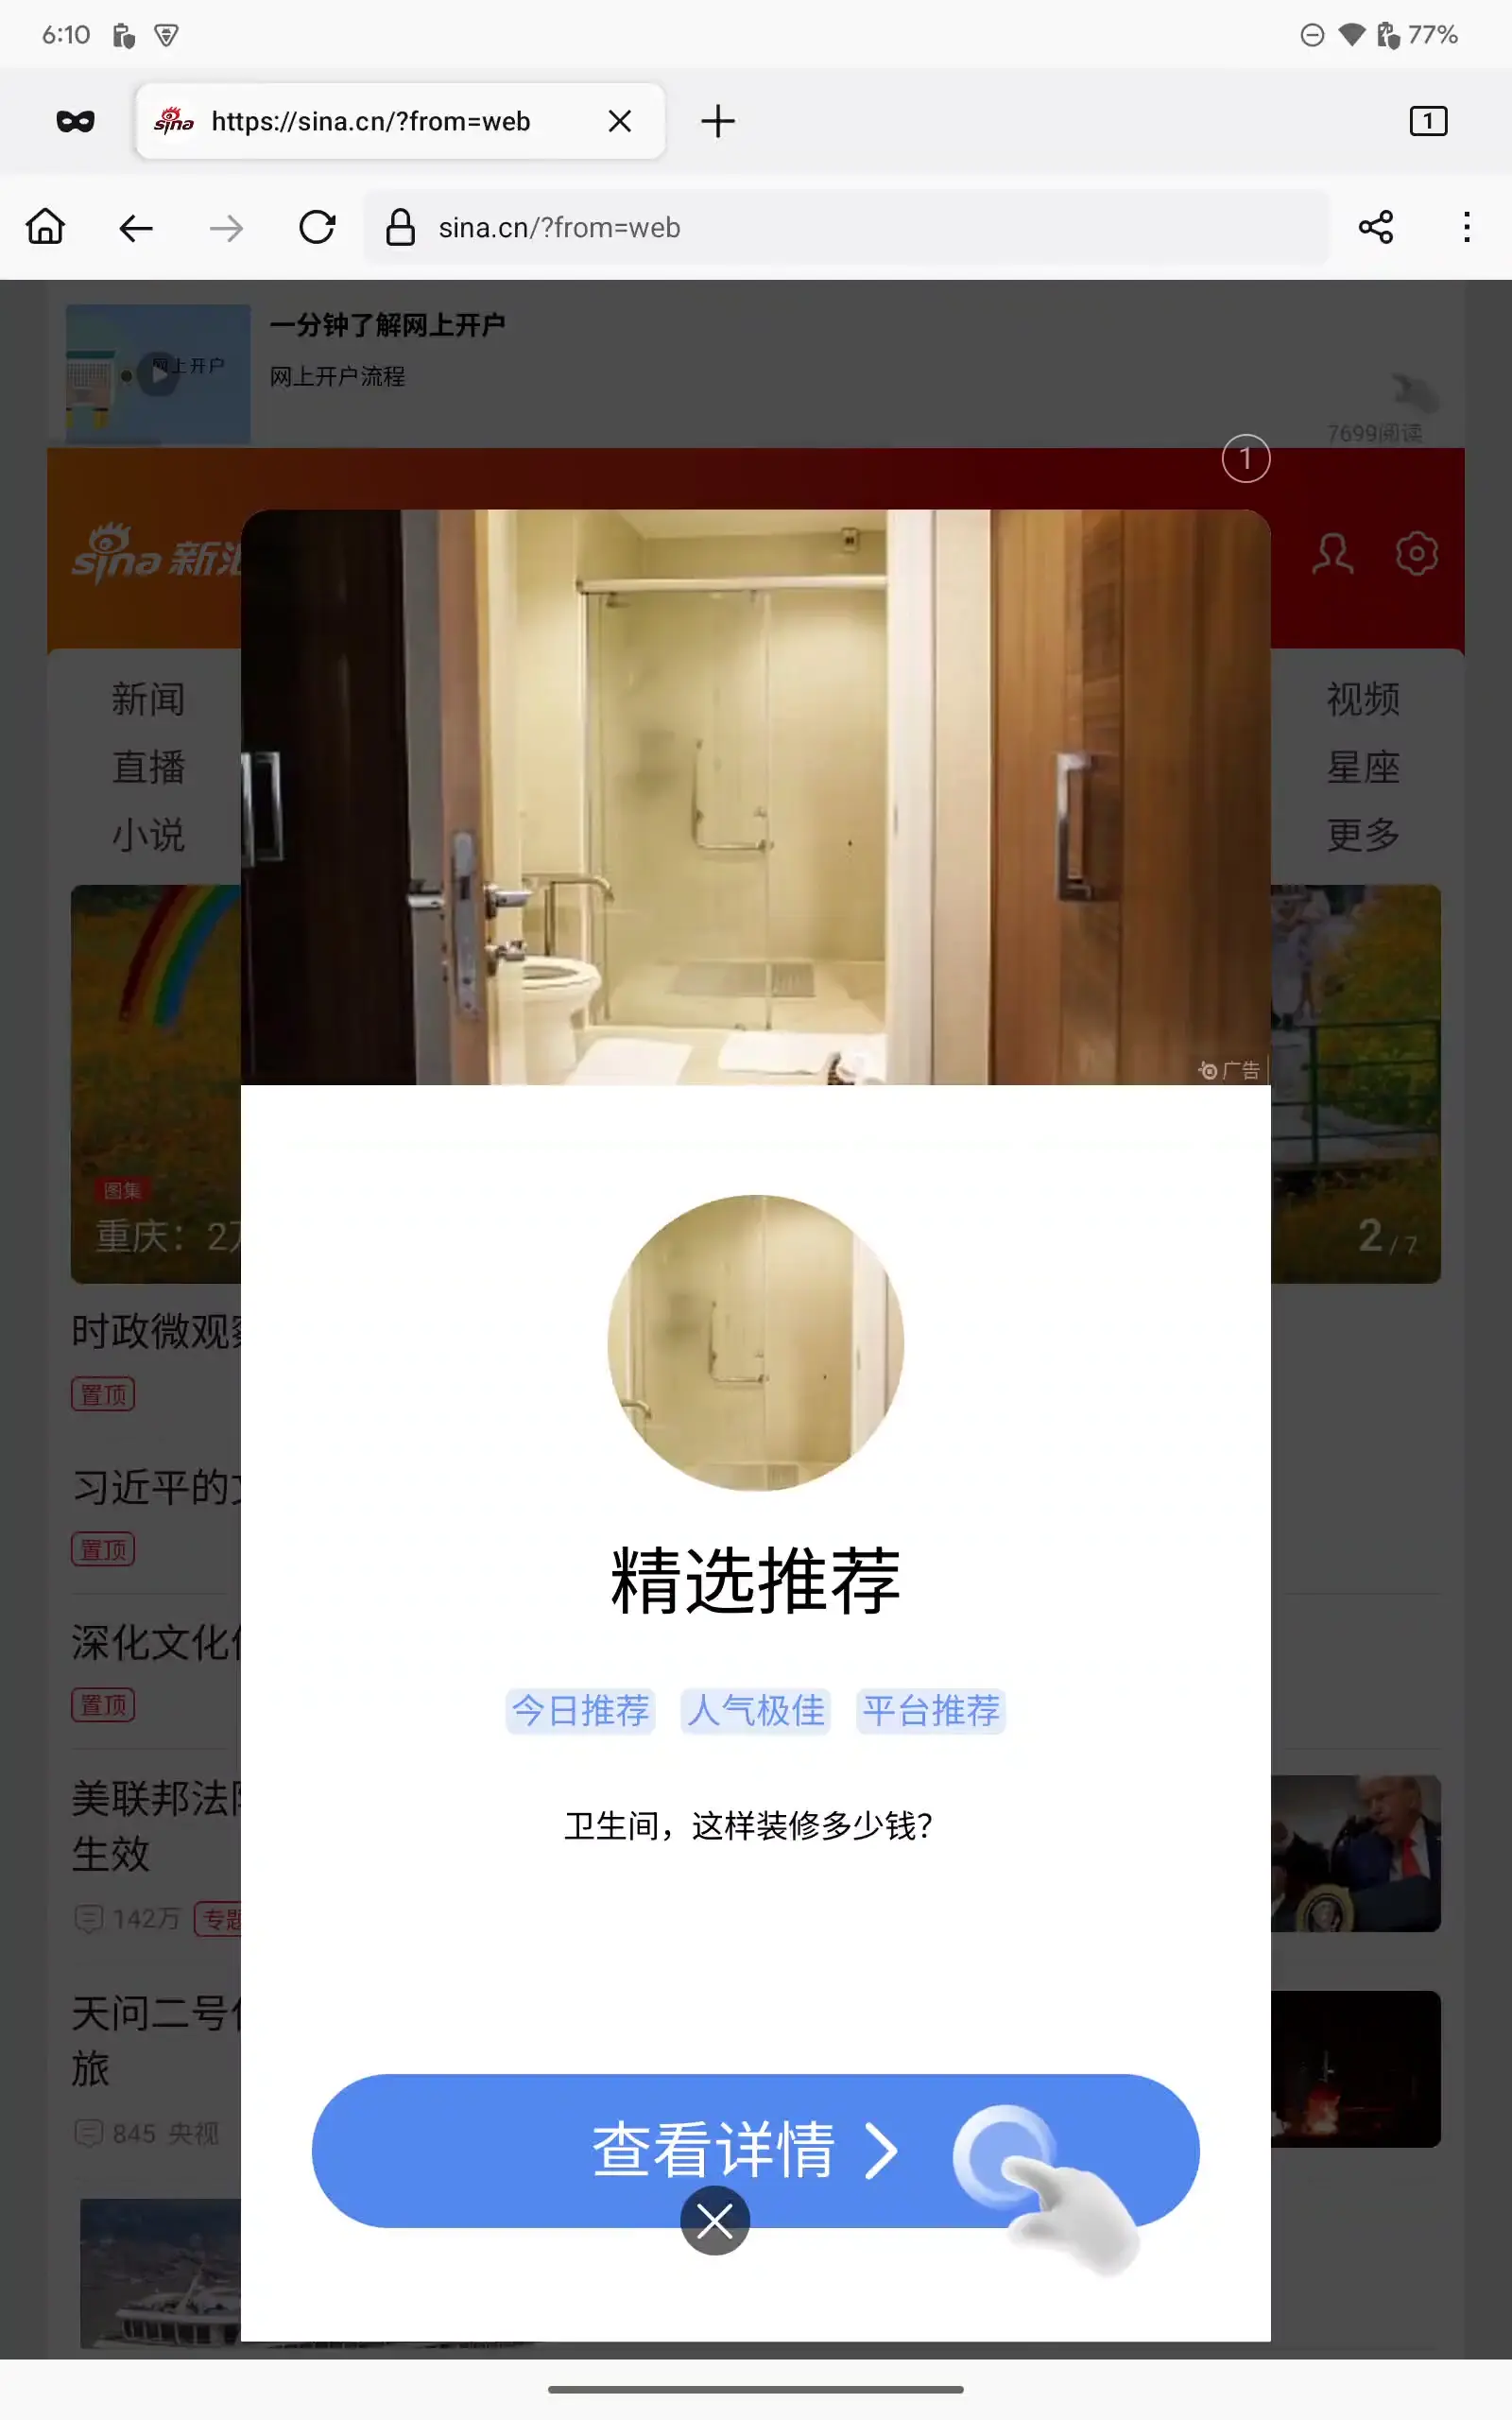 6:10
77%
sina
https://sina.cn/?from=web
1
sina.cn/?from=web
网上开户
一分钟了解网上开户
网上开户流程
7699阅读
1
sina 新浪
新闻
视频
直播
星座
小说
更多
广告
图集
重庆：2万
2 / 7
时政微观察
置顶
习近平的文
置顶
深化文化
置顶
美联邦法院
生效
142万
专题
天问二号
旅
845 央视
精选推荐
今日推荐 人气极佳 平台推荐
卫生间，这样装修多少钱?
查看详情